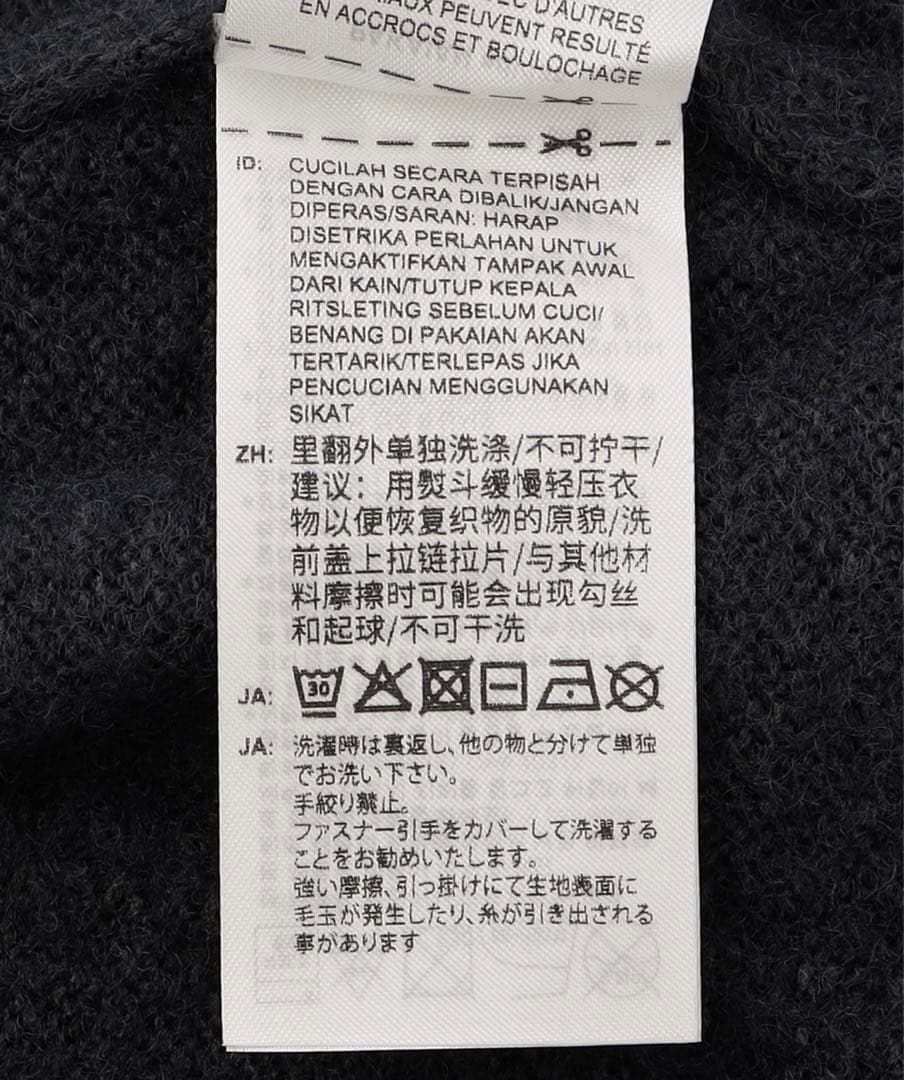 EC D'AUTRES
AUX PEUVENT RESULTÉ
EN ACCROCS ET BOULOCHAGE
ID: CUCILAH SECARA TERPISAH
DENGAN CARA DIBALIK/JANGAN
DIPERAS/SARAN: HARAP
DISETRIKA PERLAHAN UNTUK
MENGAKTIFKAN TAMPAK AWAL
DARI KAIN/TUTUP KEPALA
RITSLETING SEBELUM CUCI/
BENANG DI PAKAIAN AKAN
TERTARIK/TERLEPAS JIKA
PENCUCIAN MENGGUNAKAN
SIKAT
ZH: 里翻外单独洗涤/不可拧干/
建议：用熨斗缓慢轻压衣
物以便恢复织物的原貌/洗
前盖上拉链拉片/与其他材
料摩擦时可能会出现勾丝
和起球/不可干洗
JA: 30
JA: 洗濯時は裏返し、他の物と分けて単独
でお洗い下さい。
手絞り禁止。
ファスナー引手をカバーして洗濯する
ことをお勧めいたします。
強い摩擦、引っ掛けにて生地表面に
毛玉が発生したり、糸が引き出される
事があります